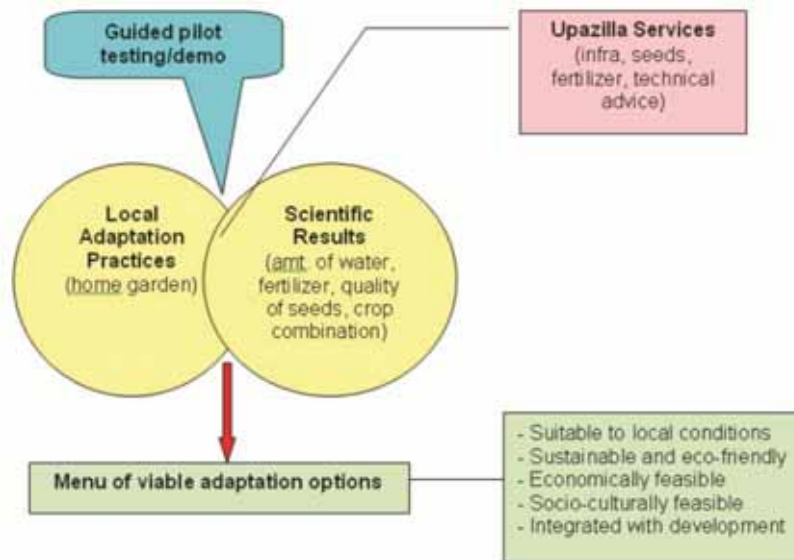 Guided pilot
testing/demo
Upazilla Services
(infra, seeds,
fertilizer, technical
advice)
Local
Adaptation
Practices
(home garden)
Scientific
Results
(amt. of water,
fertilizer, quality
of seeds, crop
combination)
Menu of viable adaptation options
- Suitable to local conditions
- Sustainable and eco-friendly
- Economically feasible
- Socio-culturally feasible
- Integrated with development